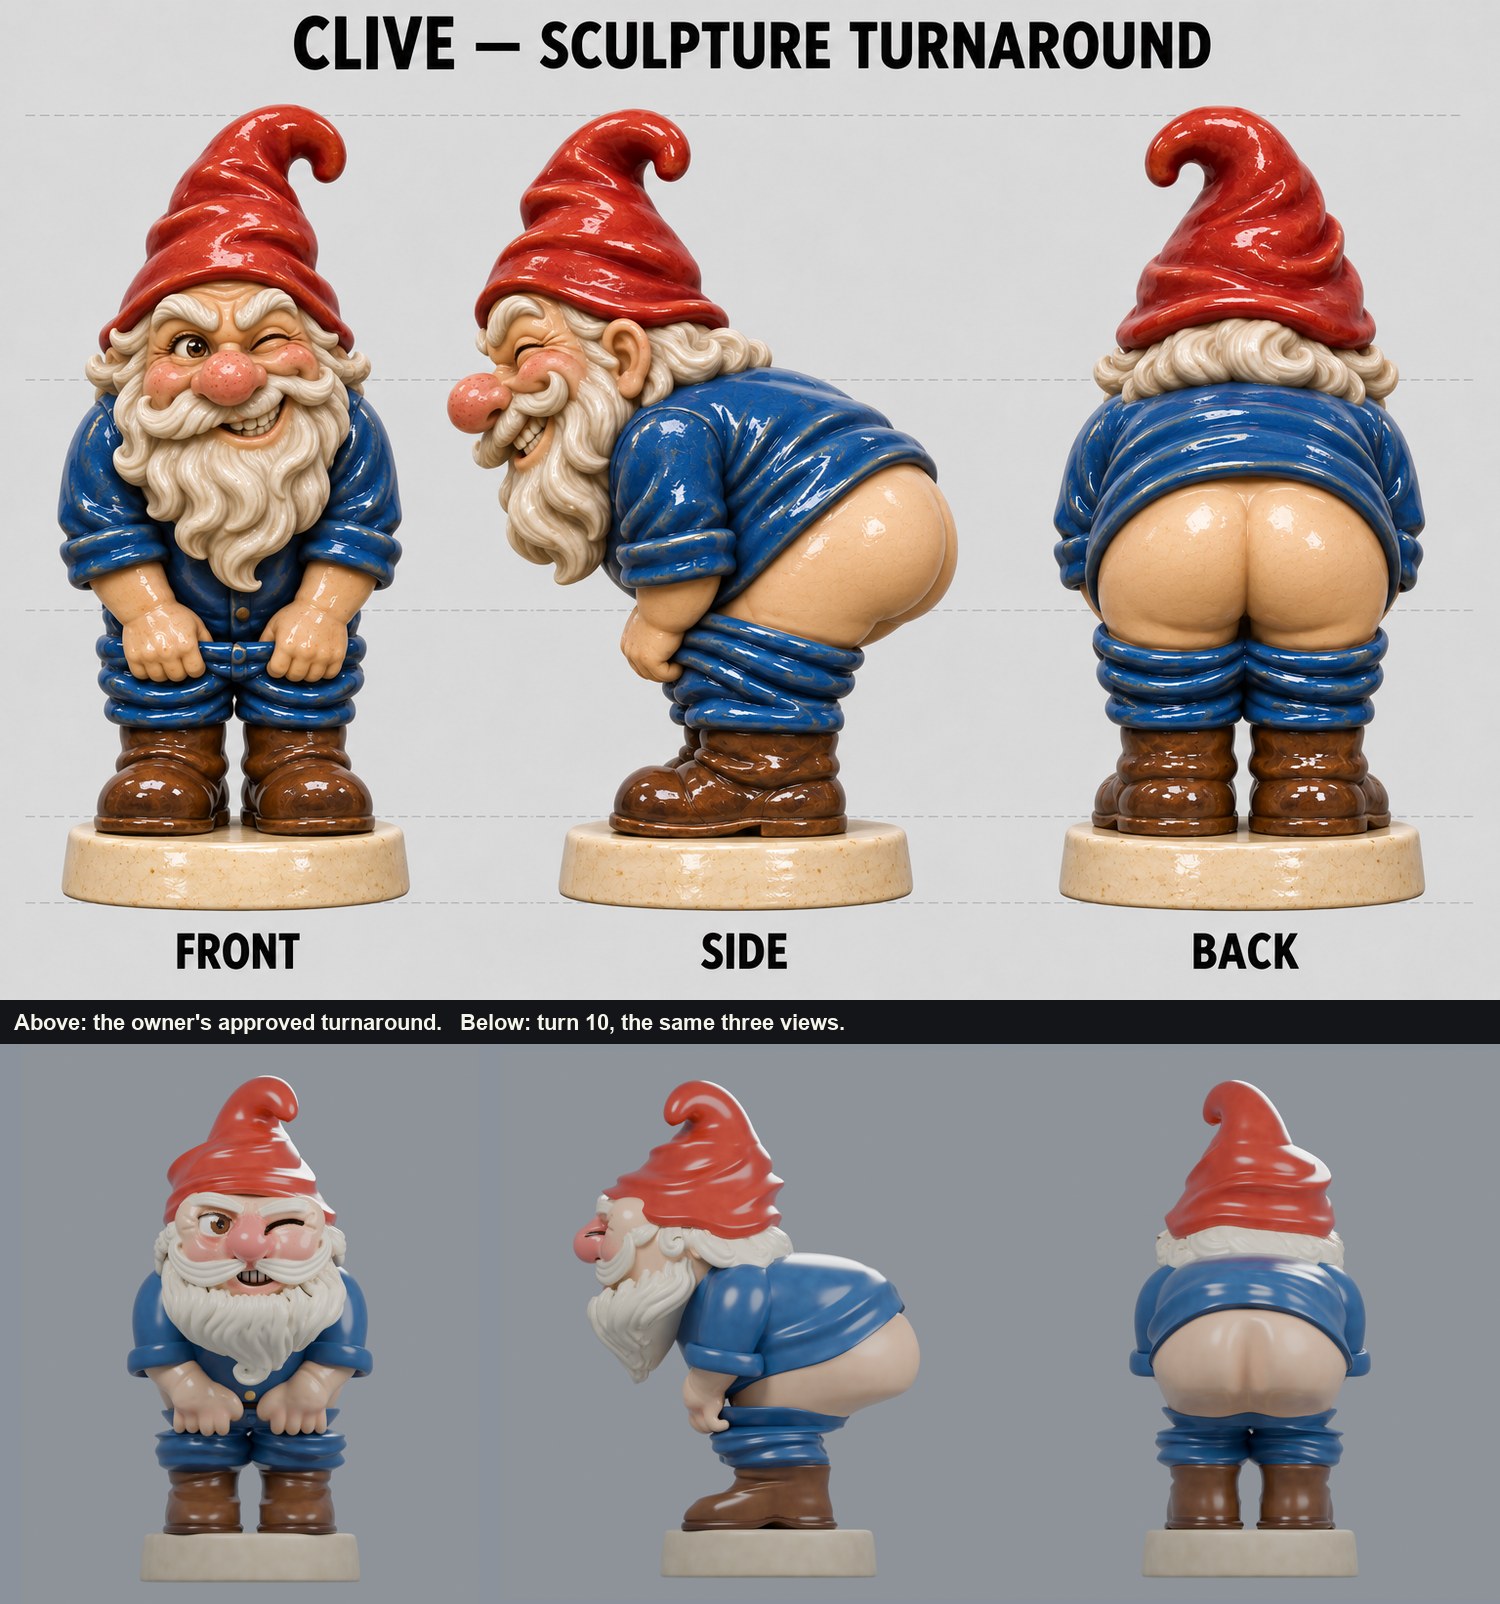 CLIVE — SCULPTURE TURNAROUND
FRONT
SIDE
BACK
Above: the owner's approved turnaround.   Below: turn 10, the same three views.